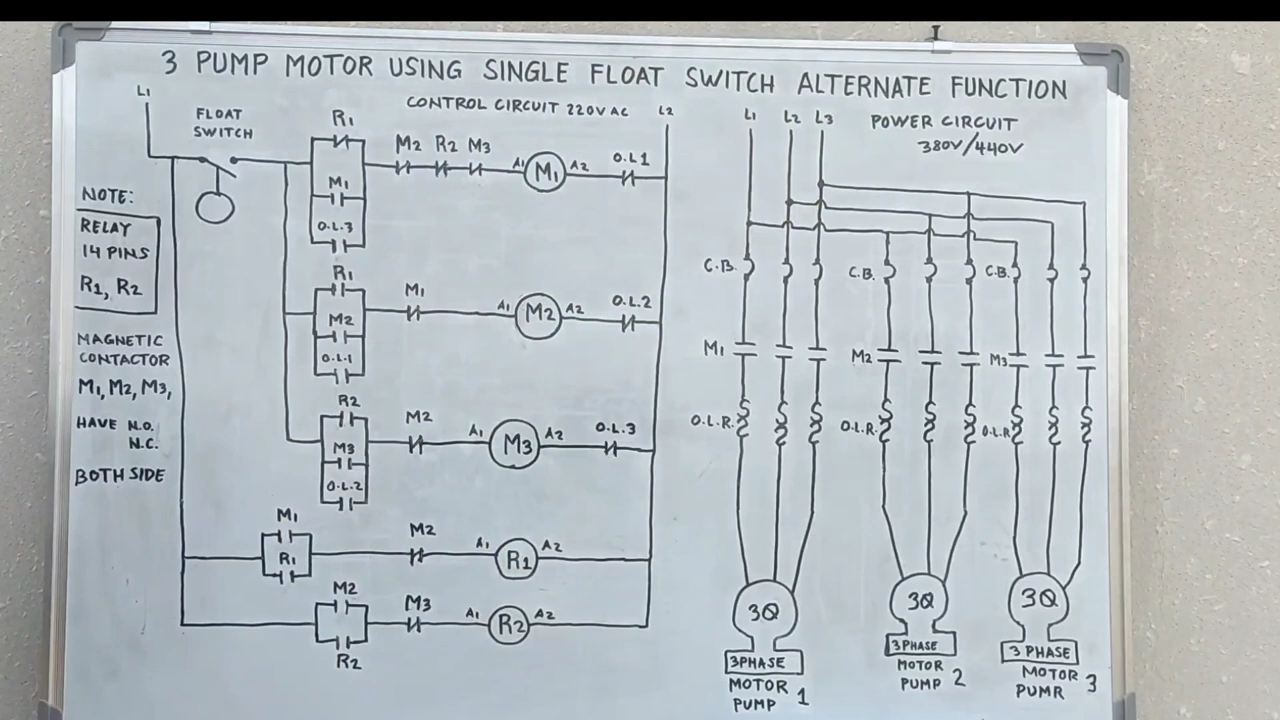 3 PUMP MOTOR USING SINGLE FLOAT SWITCH ALTERNATE FUNCTION
CONTROL CIRCUIT 220V AC
L1
L2
FLOAT
SWITCH
NOTE:
RELAY
14 PINS
R1, R2
MAGNETIC
CONTACTOR
M1, M2, M3,
HAVE N.O.
N.C.
BOTH SIDE
R1
M1
O.L.3
M2 R2 M3
A1 M1 A2 O.L1
R1
M2
O.L.1
M1
A1 M2 A2 O.L.2
R2
M3
O.L.2
M2
A1 M3 A2 O.L.3
M1
R1
M2
A1 R1 A2
M2
R2
M3
A1 R2 A2
L1 L2 L3
POWER CIRCUIT
380V/440V
C.B. C.B. C.B.
M1 M2 M3
O.L.R. O.L.R. O.L.R
3Q 3Q 3Q
3PHASE
MOTOR
PUMP 1
3PHASE
MOTOR
PUMP 2
3 PHASE
MOTOR
PUMR 3